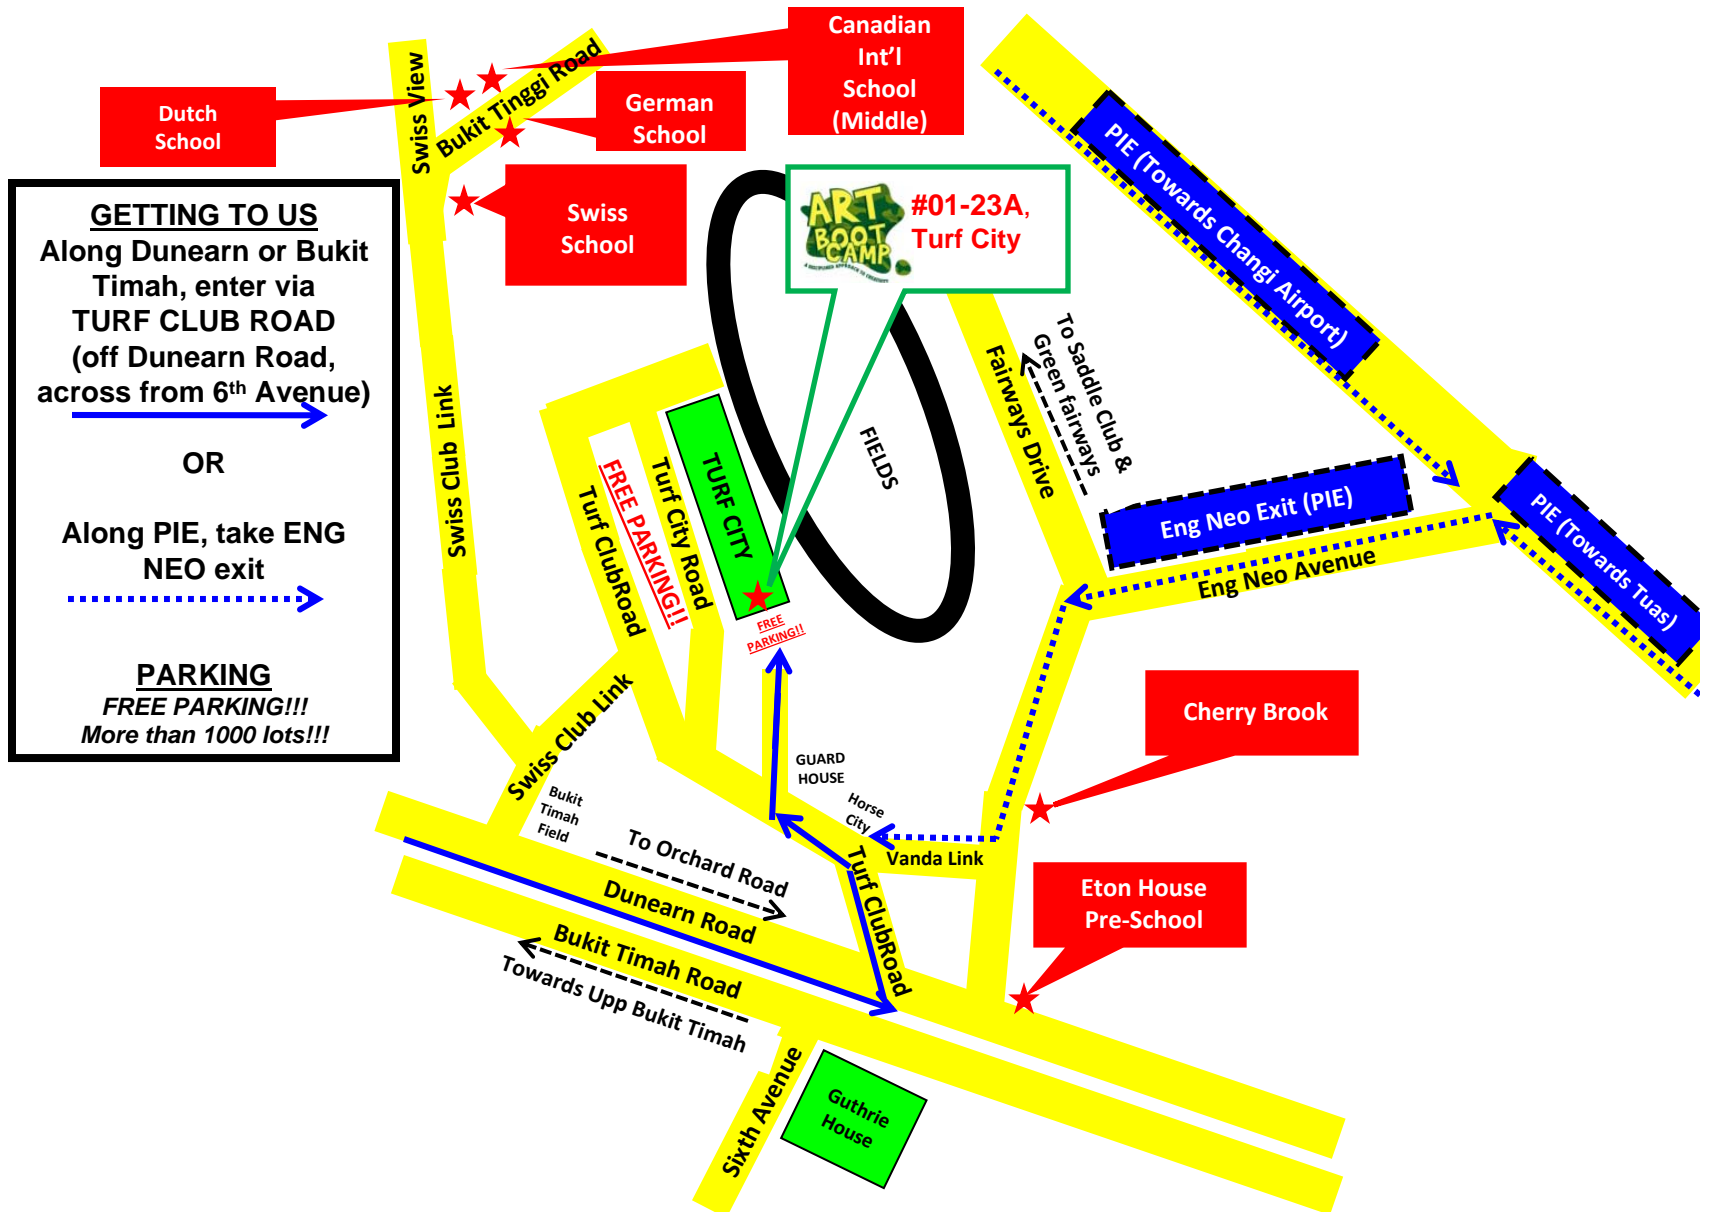 Canadian
Int'l
School
(Middle)
Swiss View
Bukit Tinggi Road
Dutch
School
German
School
Swiss
School
GETTING TO US
Along Dunearn or Bukit
Timah, enter via
TURF CLUB ROAD
(off Dunearn Road,
across from 6th Avenue)
OR
Along PIE, take ENG
NEO exit
PARKING
FREE PARKING!!!
More than 1000 lots!!!
ART
BOOT
CAMP
A DISCIPLINED APPROACH TO CREATIVITY
#01-23A,
Turf City
PIE (Towards Changi Airport)
To Saddle Club &
Green fairways
Fairways Drive
FIELDS
Swiss Club Link
TURF CITY
Turf City Road
FREE PARKING!!
Turf ClubRoad
FREE
PARKING!!
Eng Neo Exit (PIE)
Eng Neo Avenue
PIE (Towards Tuas)
Swiss Club Link
Cherry Brook
GUARD
HOUSE
Horse
City
Bukit
Timah
Field
Vanda Link
To Orchard Road
Dunearn Road
Turf ClubRoad
Eton House
Pre-School
Bukit Timah Road
Towards Upp Bukit Timah
Sixth Avenue
Guthrie
House